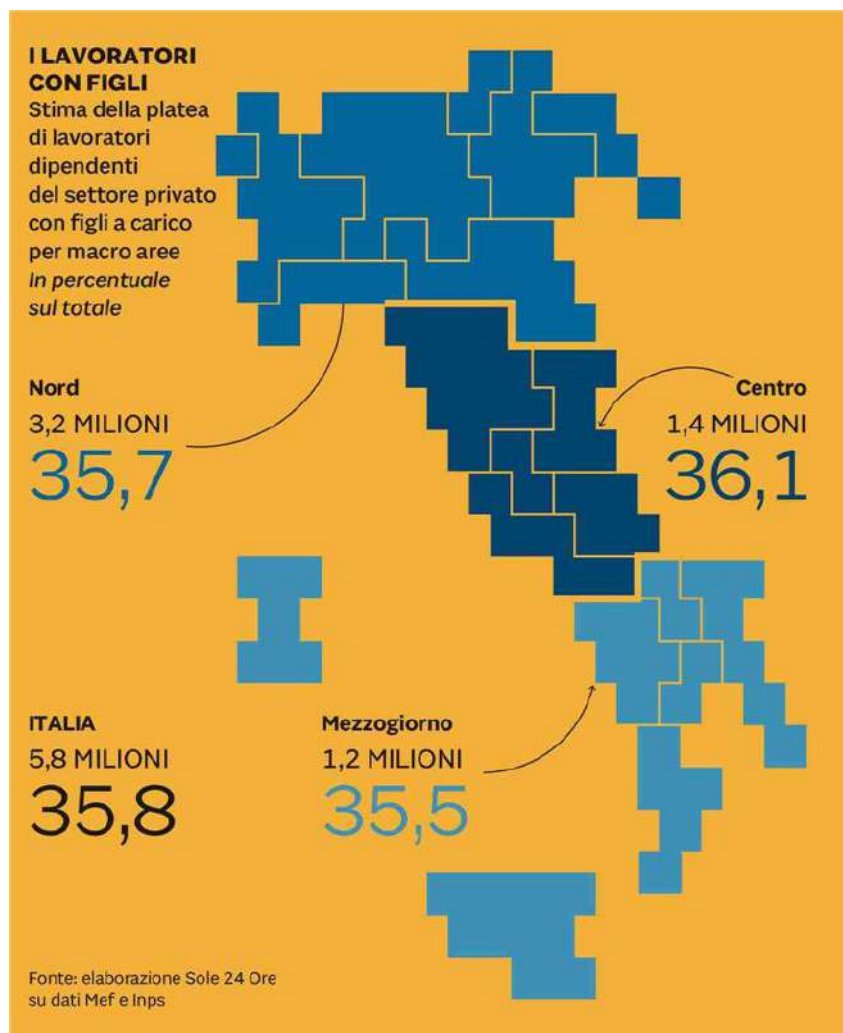 I LAVORATORI
CON FIGLI
Stima della platea
di lavoratori
dipendenti
del settore privato
con figli a carico
per macro aree
In percentuale
sul totale
Nord
3,2 MILIONI
35,7
Centro
1,4 MILIONI
36,1
ITALIA
5,8 MILIONI
35,8
Mezzogiorno
1,2 MILIONI
35,5
Fonte: elaborazione Sole 24 Ore
su dati Mef e Inps